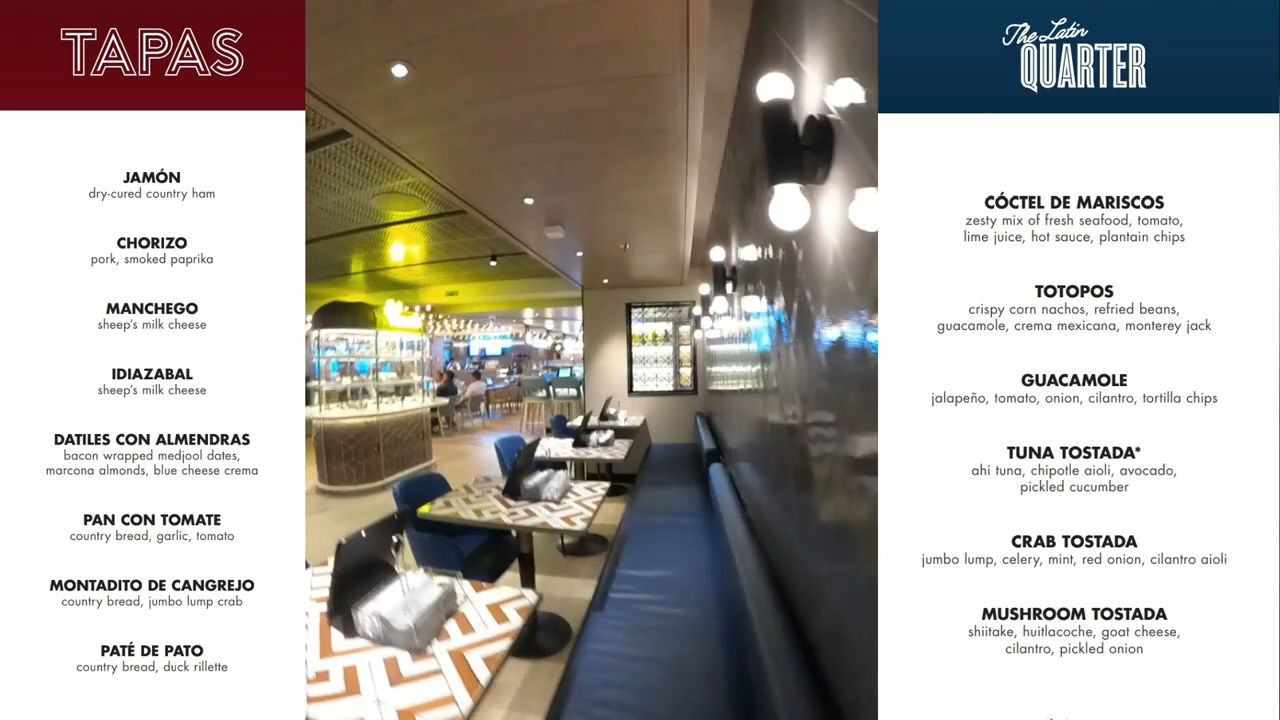 TAPAS
JAMÓN
dry-cured country ham
CHORIZO
pork, smoked paprika
MANCHEGO
sheep's milk cheese
IDIAZABAL
sheep's milk cheese
DATILES CON ALMENDRAS
bacon wrapped medjool dates,
marcona almonds, blue cheese crema
PAN CON TOMATE
country bread, garlic, tomato
MONTADITO DE CANGREJO
country bread, jumbo lump crab
PATÉ DE PATO
country bread, duck rillette
The Latin
QUARTER
CÓCTEL DE MARISCOS
zesty mix of fresh seafood, tomato,
lime juice, hot sauce, plantain chips
TOTOPOS
crispy corn nachos, refried beans,
guacamole, crema mexicana, monterey jack
GUACAMOLE
jalapeño, tomato, onion, cilantro, tortilla chips
TUNA TOSTADA*
ahi tuna, chipotle aioli, avocado,
pickled cucumber
CRAB TOSTADA
jumbo lump, celery, mint, red onion, cilantro aioli
MUSHROOM TOSTADA
shiitake, huitlacoche, goat cheese,
cilantro, pickled onion